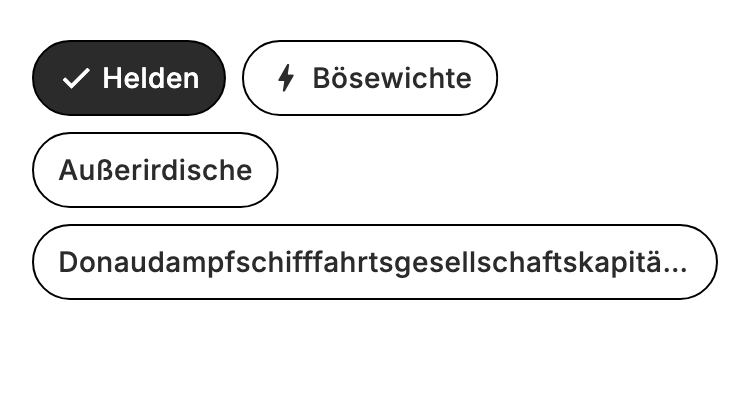 Helden Bösewichte
Außerirdische
Donaudampfschifffahrtsgesellschaftskapitä...